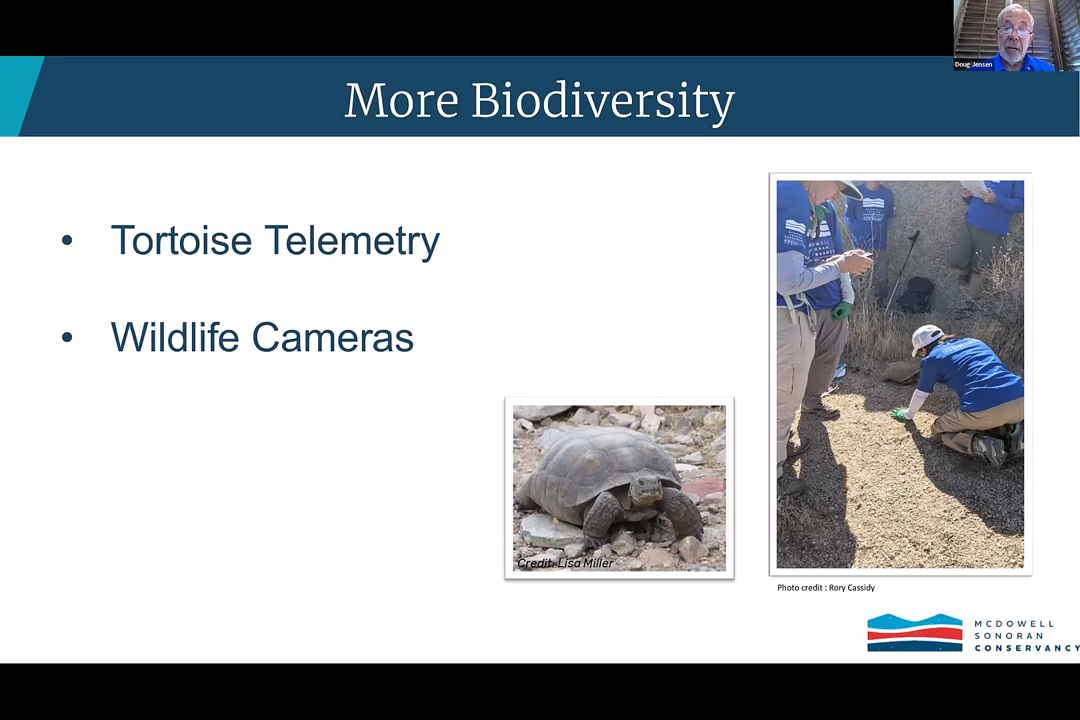 Doug Jensen
More Biodiversity
• Tortoise Telemetry
• Wildlife Cameras
Credit: Lisa Miller
Photo credit : Rory Cassidy
MCDOWELL
SONORAN
CONSERVANCY